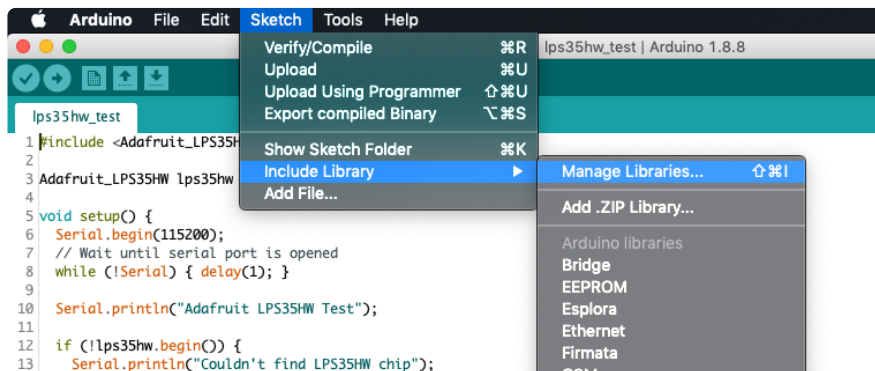 Arduino File Edit Sketch Tools Help
lps35hw_test | Arduino 1.8.8
Verify/Compile ⌘R
Upload ⌘U
Upload Using Programmer ⇧⌘U
Export compiled Binary ⌥⌘S
Show Sketch Folder ⌘K
Include Library ▶
Add File...
Manage Libraries... ⇧⌘I
Add .ZIP Library...
Arduino libraries
Bridge
EEPROM
Esplora
Ethernet
Firmata
lps35hw_test
1 #include <Adafruit_LPS35H
2
3 Adafruit_LPS35HW lps35hw
4
5 void setup() {
6 Serial.begin(115200);
7 // Wait until serial port is opened
8 while (!Serial) { delay(1); }
9
10 Serial.println("Adafruit LPS35HW Test");
11
12 if (!lps35hw.begin()) {
13 Serial.println("Couldn't find LPS35HW chip");